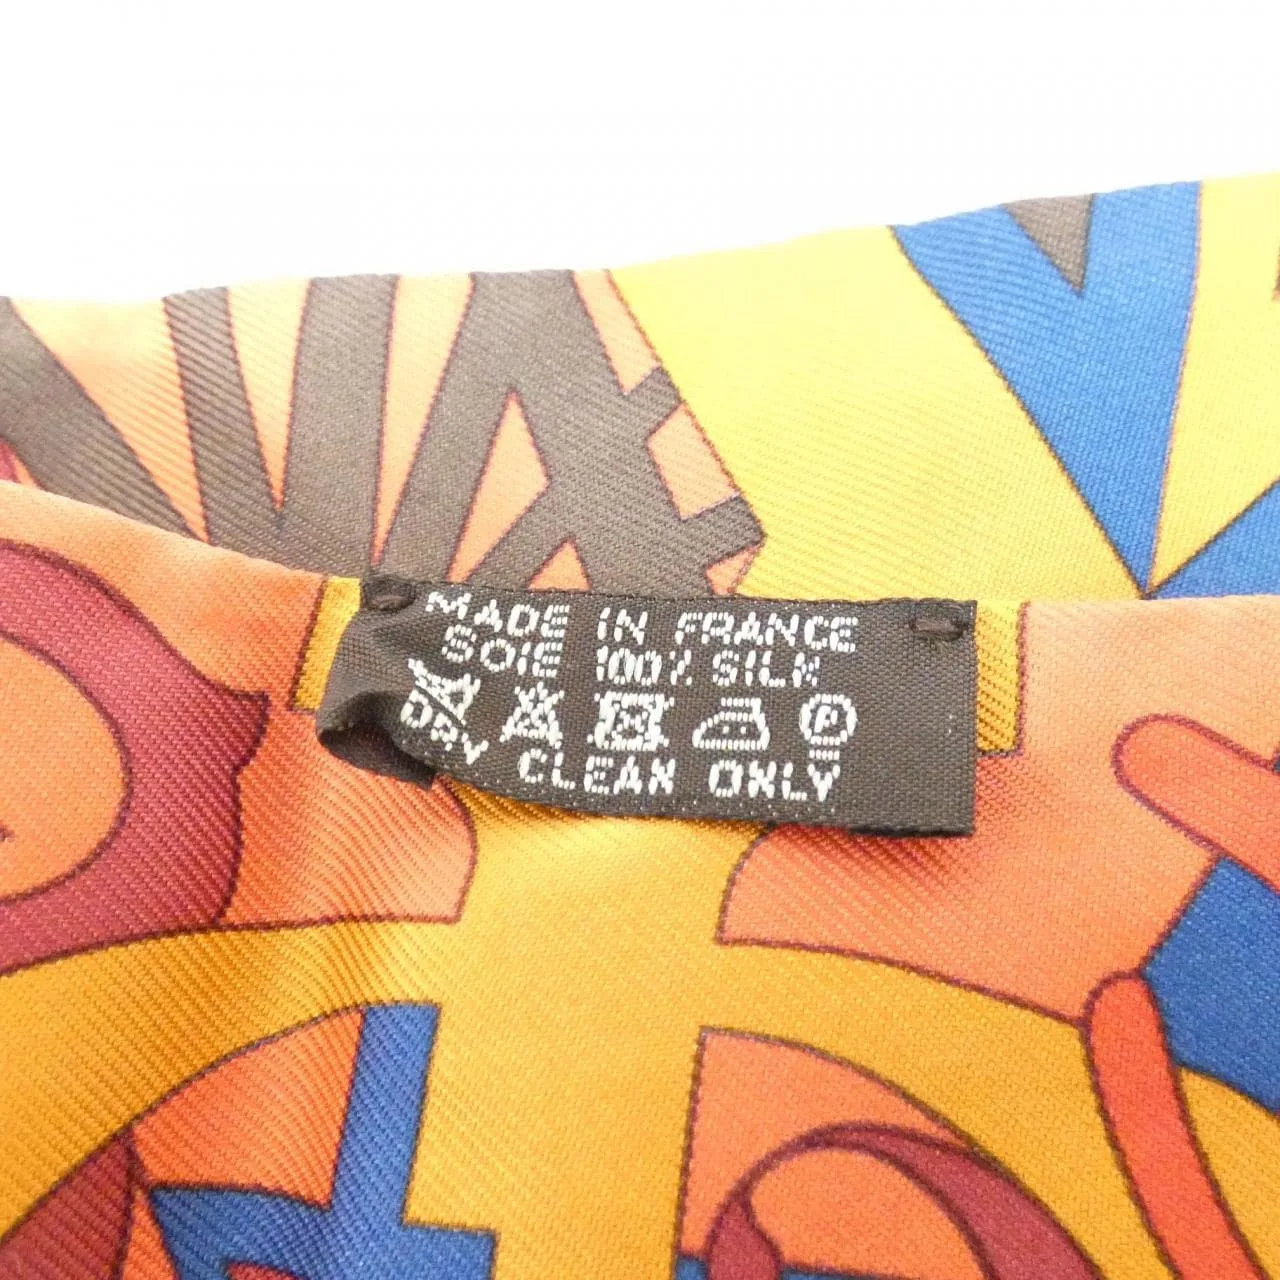 MADE IN FRANCE
SOIE 100% SILK
P
DRY CLEAN ONLY